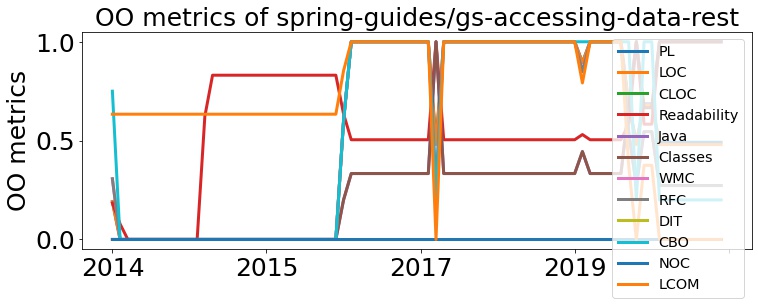 OO metrics of spring-guides/gs-accessing-data-rest
OO metrics
1.0
0.5
0.0
2014
2015
2017
2019
PL
LOC
CLOC
Readability
Java
Classes
WMC
RFC
DIT
CBO
NOC
LCOM